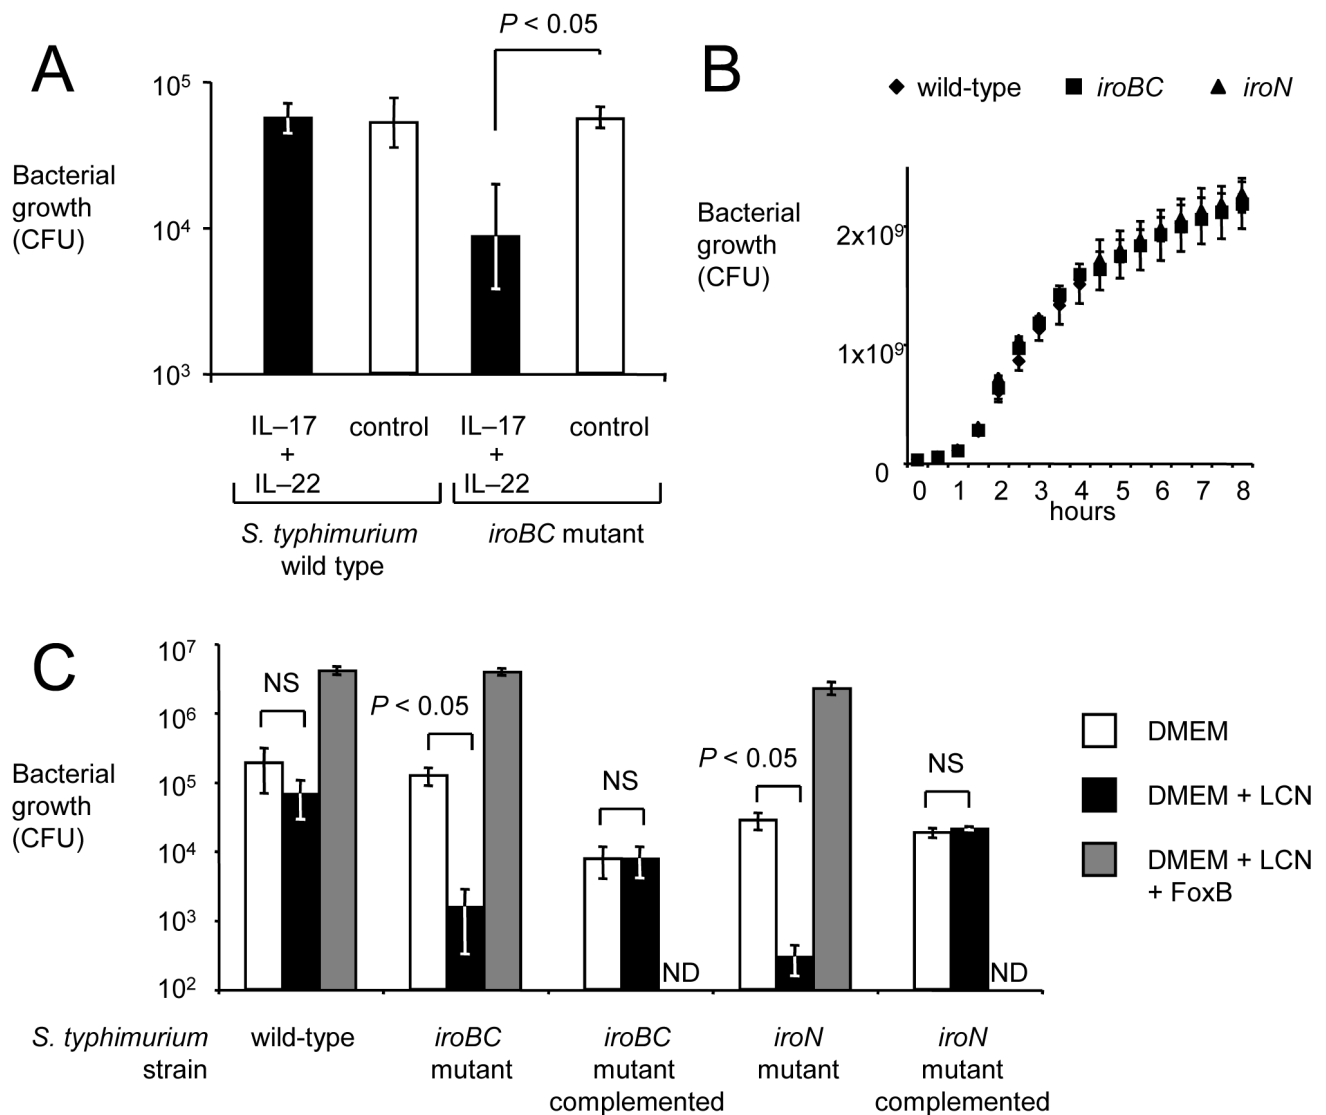 A
P < 0.05
10⁵
10⁴
10³
Bacterial
growth
(CFU)
IL–17
+
IL–22
control
IL–17
+
IL–22
control
S. typhimurium
wild type
iroBC mutant
B
wild-type
iroBC
iroN
Bacterial
growth
(CFU)
2x10⁹
1x10⁹
0
0 1 2 3 4 5 6 7 8
hours
C
10⁷
10⁶
10⁵
10⁴
10³
10²
Bacterial
growth
(CFU)
NS
P < 0.05
NS
ND
P < 0.05
NS
ND
DMEM
DMEM + LCN
DMEM + LCN
+ FoxB
S. typhimurium
strain
wild-type
iroBC
mutant
iroBC
mutant
complemented
iroN
mutant
iroN
mutant
complemented